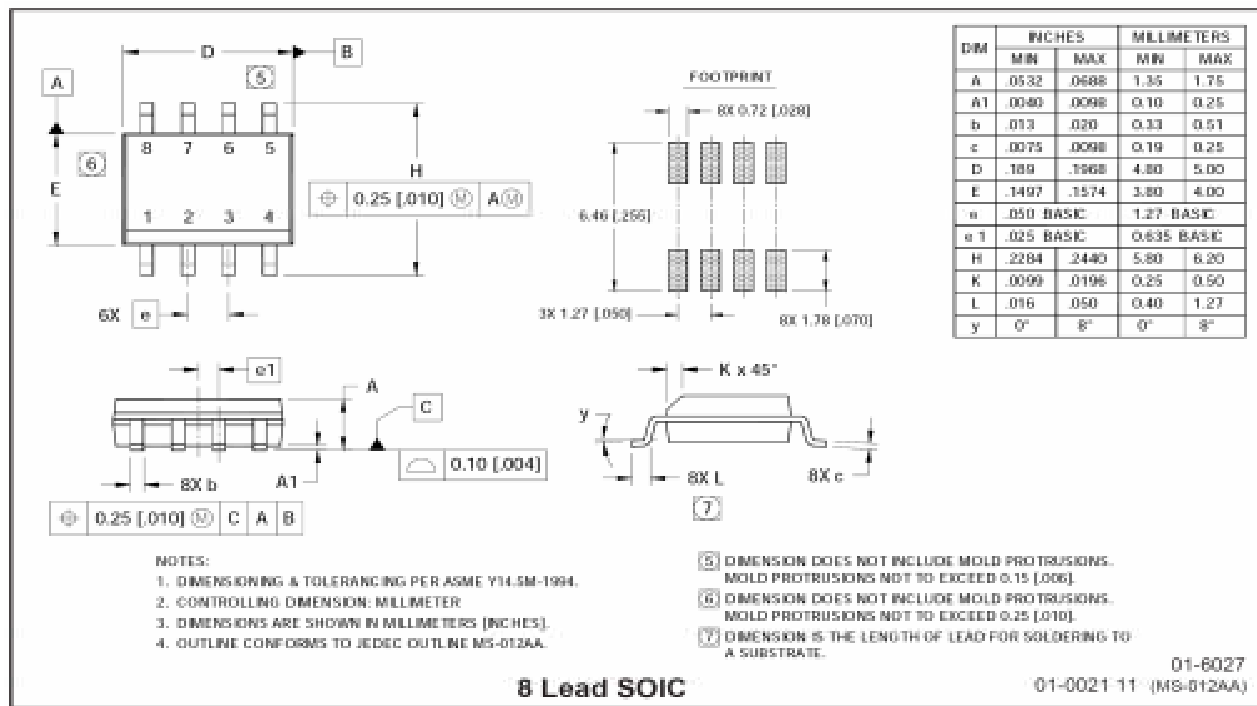 D
B
A
5
8 7 6 5
6
E
H
1 2 3 4
0.25 [.010] M A M
6X e
FOOTPRINT
8X 0.72 [.028]
6.46 [.255]
3X 1.27 [.050]
8X 1.78 [.070]
DIM INCHES MILLIMETERS
MIN MAX MIN MAX
A .0532 .0688 1.35 1.75
A1 .0040 .0098 0.10 0.25
b .013 .020 0.33 0.51
c .0075 .0098 0.19 0.25
D .189 .1968 4.80 5.00
E .1497 .1574 3.80 4.00
e .050 BASIC 1.27 BASIC
e 1 .025 BASIC 0.635 BASIC
H .2284 .2440 5.80 6.20
K .0099 .0196 0.25 0.50
L .016 .050 0.40 1.27
y 0° 8° 0° 8°
e1
A
C
0.10 [.004]
8X b
A1
0.25 [.010] M C A B
K x 45°
y
8X L
7
8X c
NOTES:
1. DIMENSIONING & TOLERANCING PER ASME Y14.5M-1994.
2. CONTROLLING DIMENSION: MILLIMETER
3. DIMENSIONS ARE SHOWN IN MILLIMETERS [INCHES].
4. OUTLINE CONFORMS TO JEDEC OUTLINE MS-012AA.
5 DIMENSION DOES NOT INCLUDE MOLD PROTRUSIONS.
MOLD PROTRUSIONS NOT TO EXCEED 0.15 [.006].
6 DIMENSION DOES NOT INCLUDE MOLD PROTRUSIONS.
MOLD PROTRUSIONS NOT TO EXCEED 0.25 [.010].
7 DIMENSION IS THE LENGTH OF LEAD FOR SOLDERING TO
A SUBSTRATE.
8 Lead SOIC
01-6027
01-0021 11 (MS-012AA)